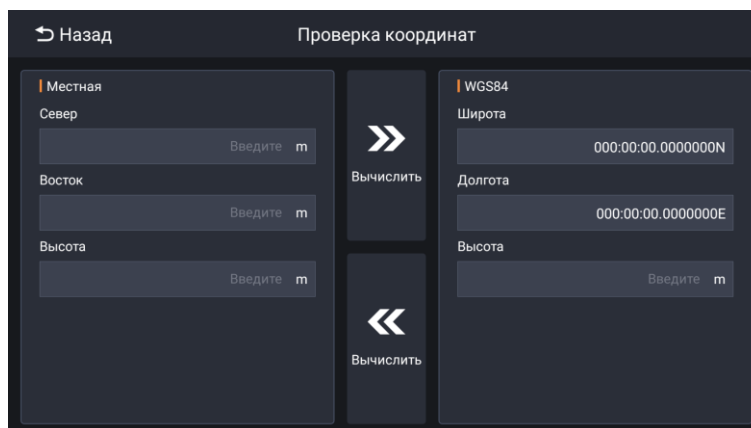 Назад
Проверка координат
Местная
Север
Введите m
Восток
Введите m
Высота
Введите m
Вычислить
Вычислить
WGS84
Широта
000:00:00.0000000N
Долгота
000:00:00.0000000E
Высота
Введите m